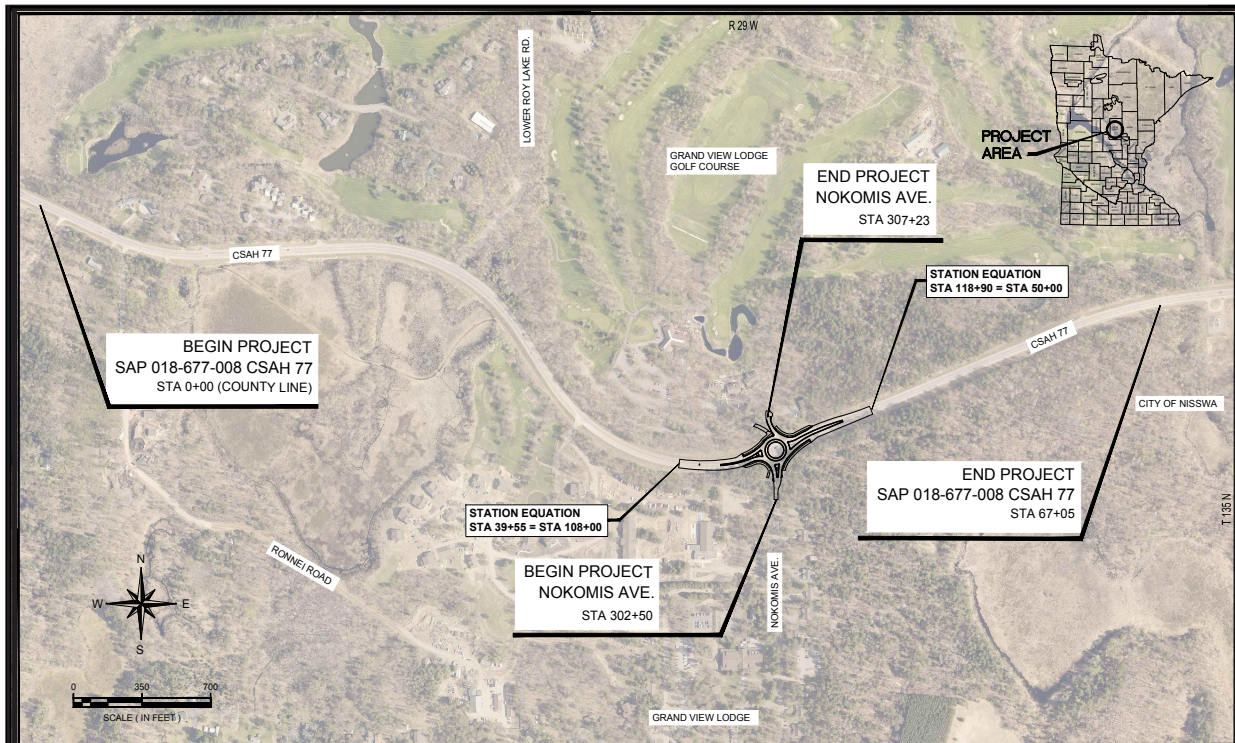 R 29 W
LOWER ROY LAKE RD.
PROJECT
AREA
GRAND VIEW LODGE
GOLF COURSE
END PROJECT
NOKOMIS AVE.
STA 307+23
CSAH 77
STATION EQUATION
STA 118+90 = STA 50+00
CSAH 77
BEGIN PROJECT
SAP 018-677-008 CSAH 77
STA 0+00 (COUNTY LINE)
CITY OF NISSWA
END PROJECT
SAP 018-677-008 CSAH 77
STA 67+05
T 135 N
STATION EQUATION
STA 39+55 = STA 108+00
RONNEI ROAD
BEGIN PROJECT
NOKOMIS AVE.
STA 302+50
NOKOMIS AVE.
N
W
E
S
0 350 700
SCALE ( IN FEET )
GRAND VIEW LODGE